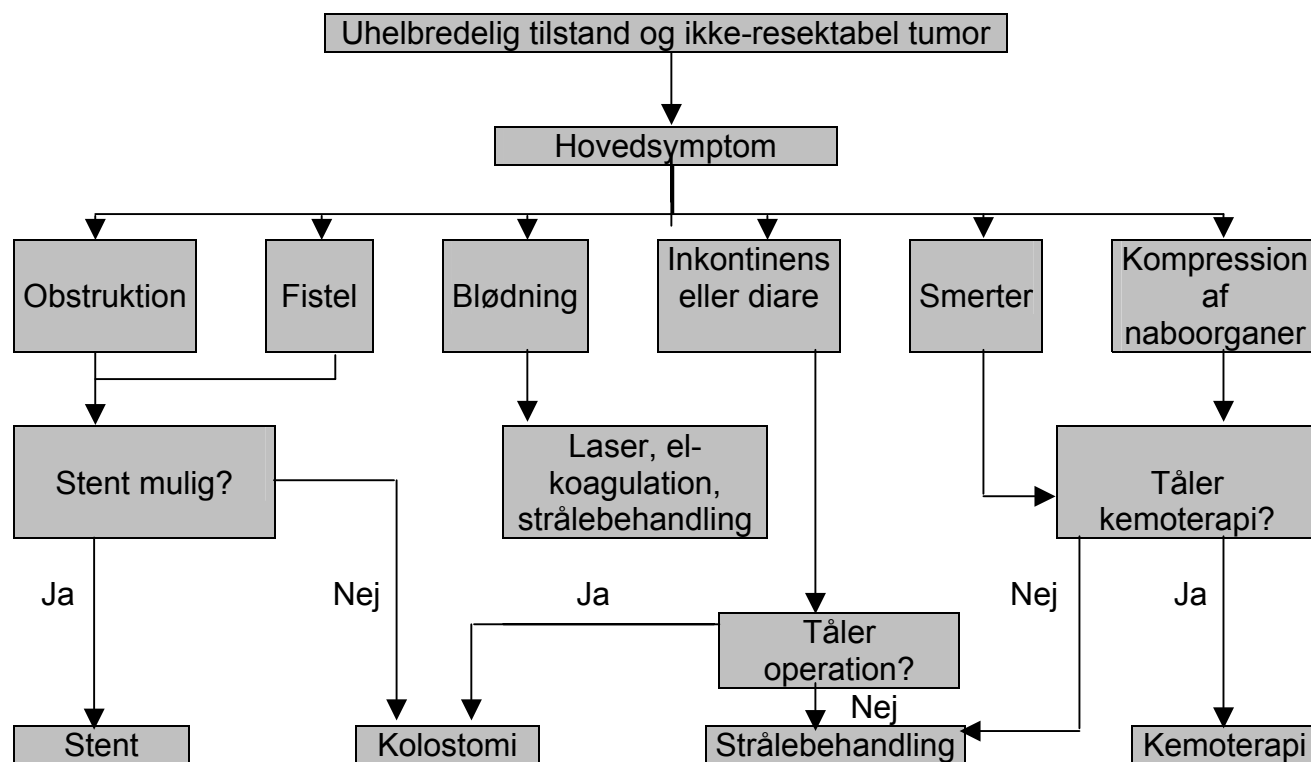 Uhelbredelig tilstand og ikke-resektabel tumor
Hovedsymptom
Obstruktion
Fistel
Blødning
Inkontinens
eller diare
Smerter
Kompression
af
naboorganer
Stent mulig?
Laser, el-
koagulation,
strålebehandling
Tåler
kemoterapi?
Ja
Nej
Ja
Nej
Ja
Tåler
operation?
Nej
Stent
Kolostomi
Strålebehandling
Kemoterapi